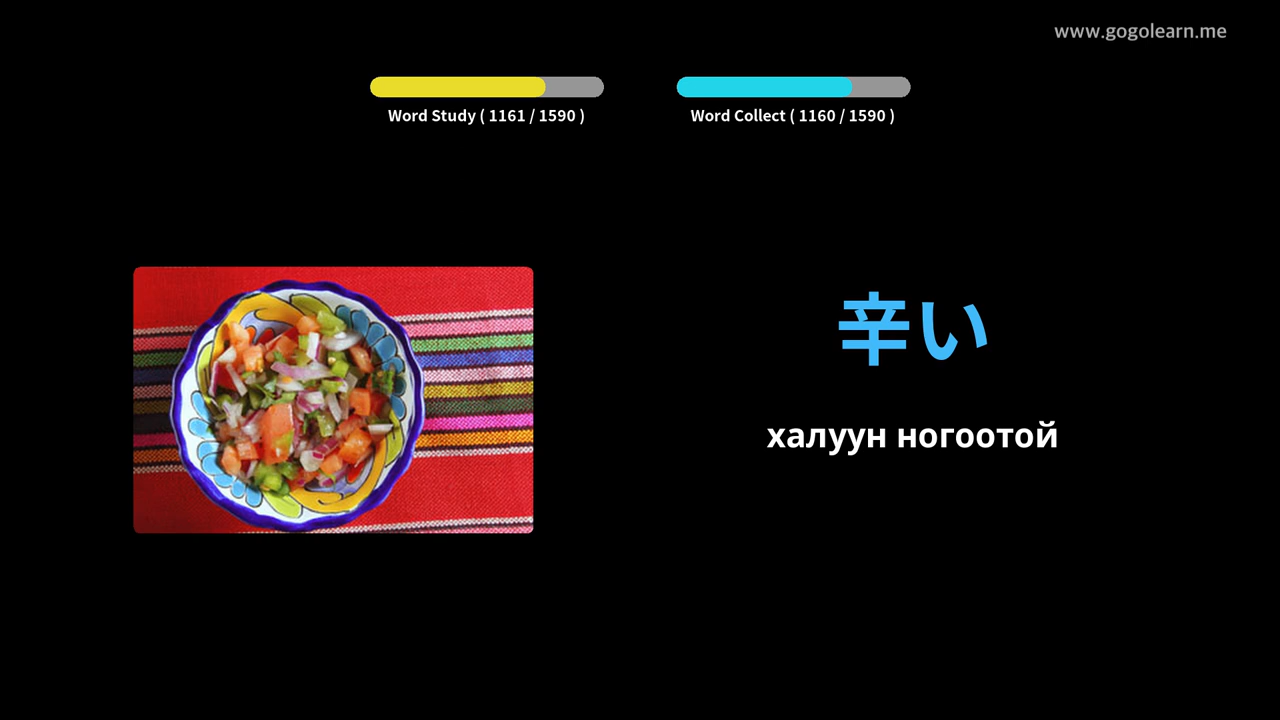 www.gogolearn.me
Word Study ( 1161 / 1590 )
Word Collect ( 1160 / 1590 )
辛い
халуун ногоотой